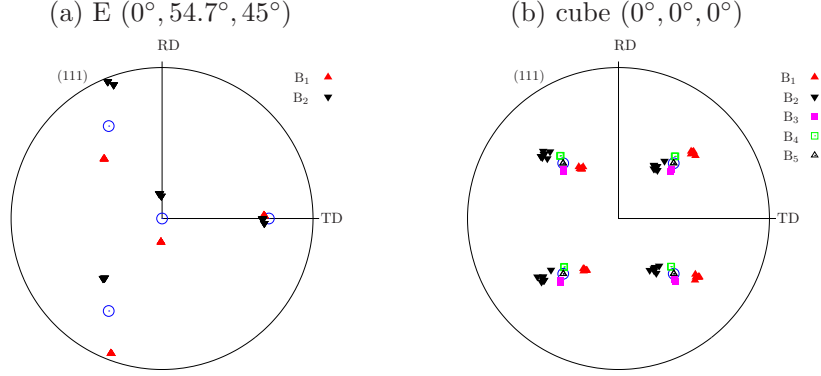 (a) E (0°, 54.7°, 45°)
RD
(111)
B₁
B₂
TD
(b) cube (0°, 0°, 0°)
RD
(111)
B₁
B₂
B₃
B₄
B₅
TD